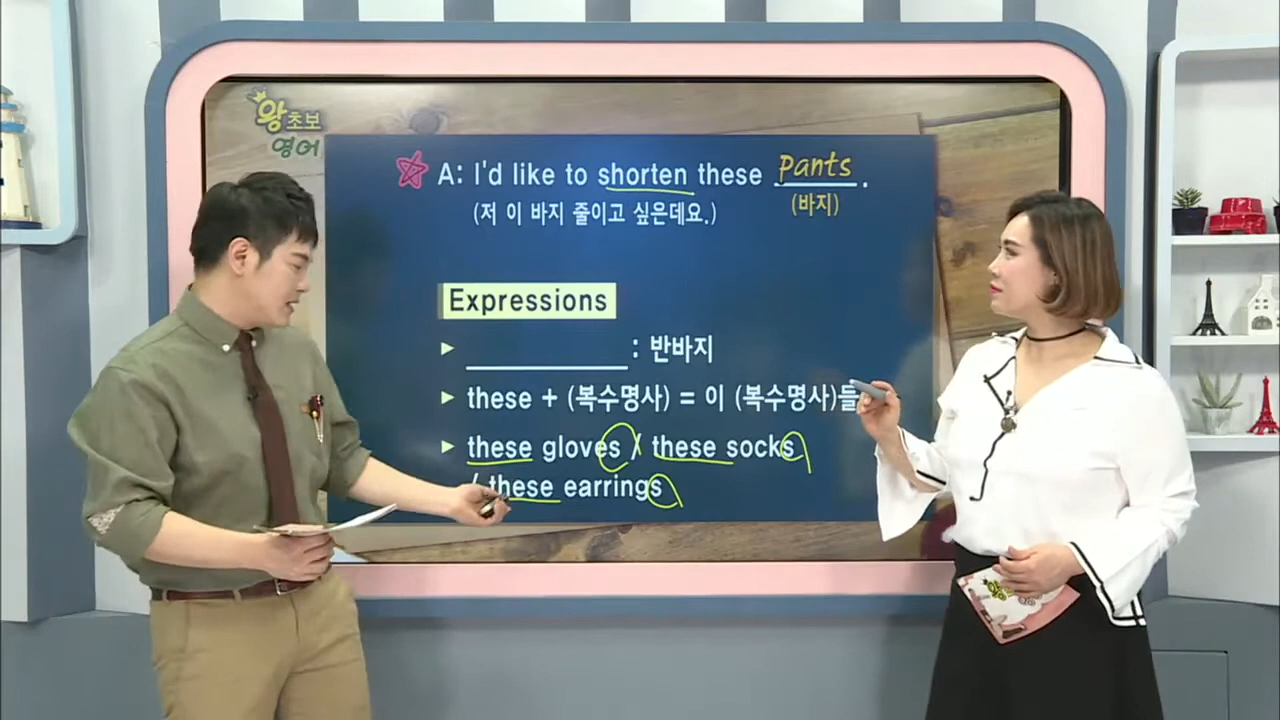 왕초보
영어
A: I'd like to shorten these pants.
(저 이 바지 줄이고 싶은데요.) (바지)
Expressions
▶ __________ : 반바지
▶ these + (복수명사) = 이 (복수명사)들
▶ these gloves / these socks
/ these earrings